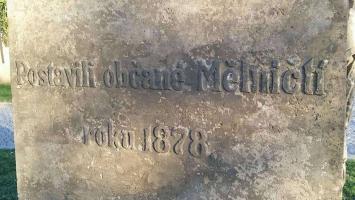 Postavili občané Mělničtí
roku 1878.